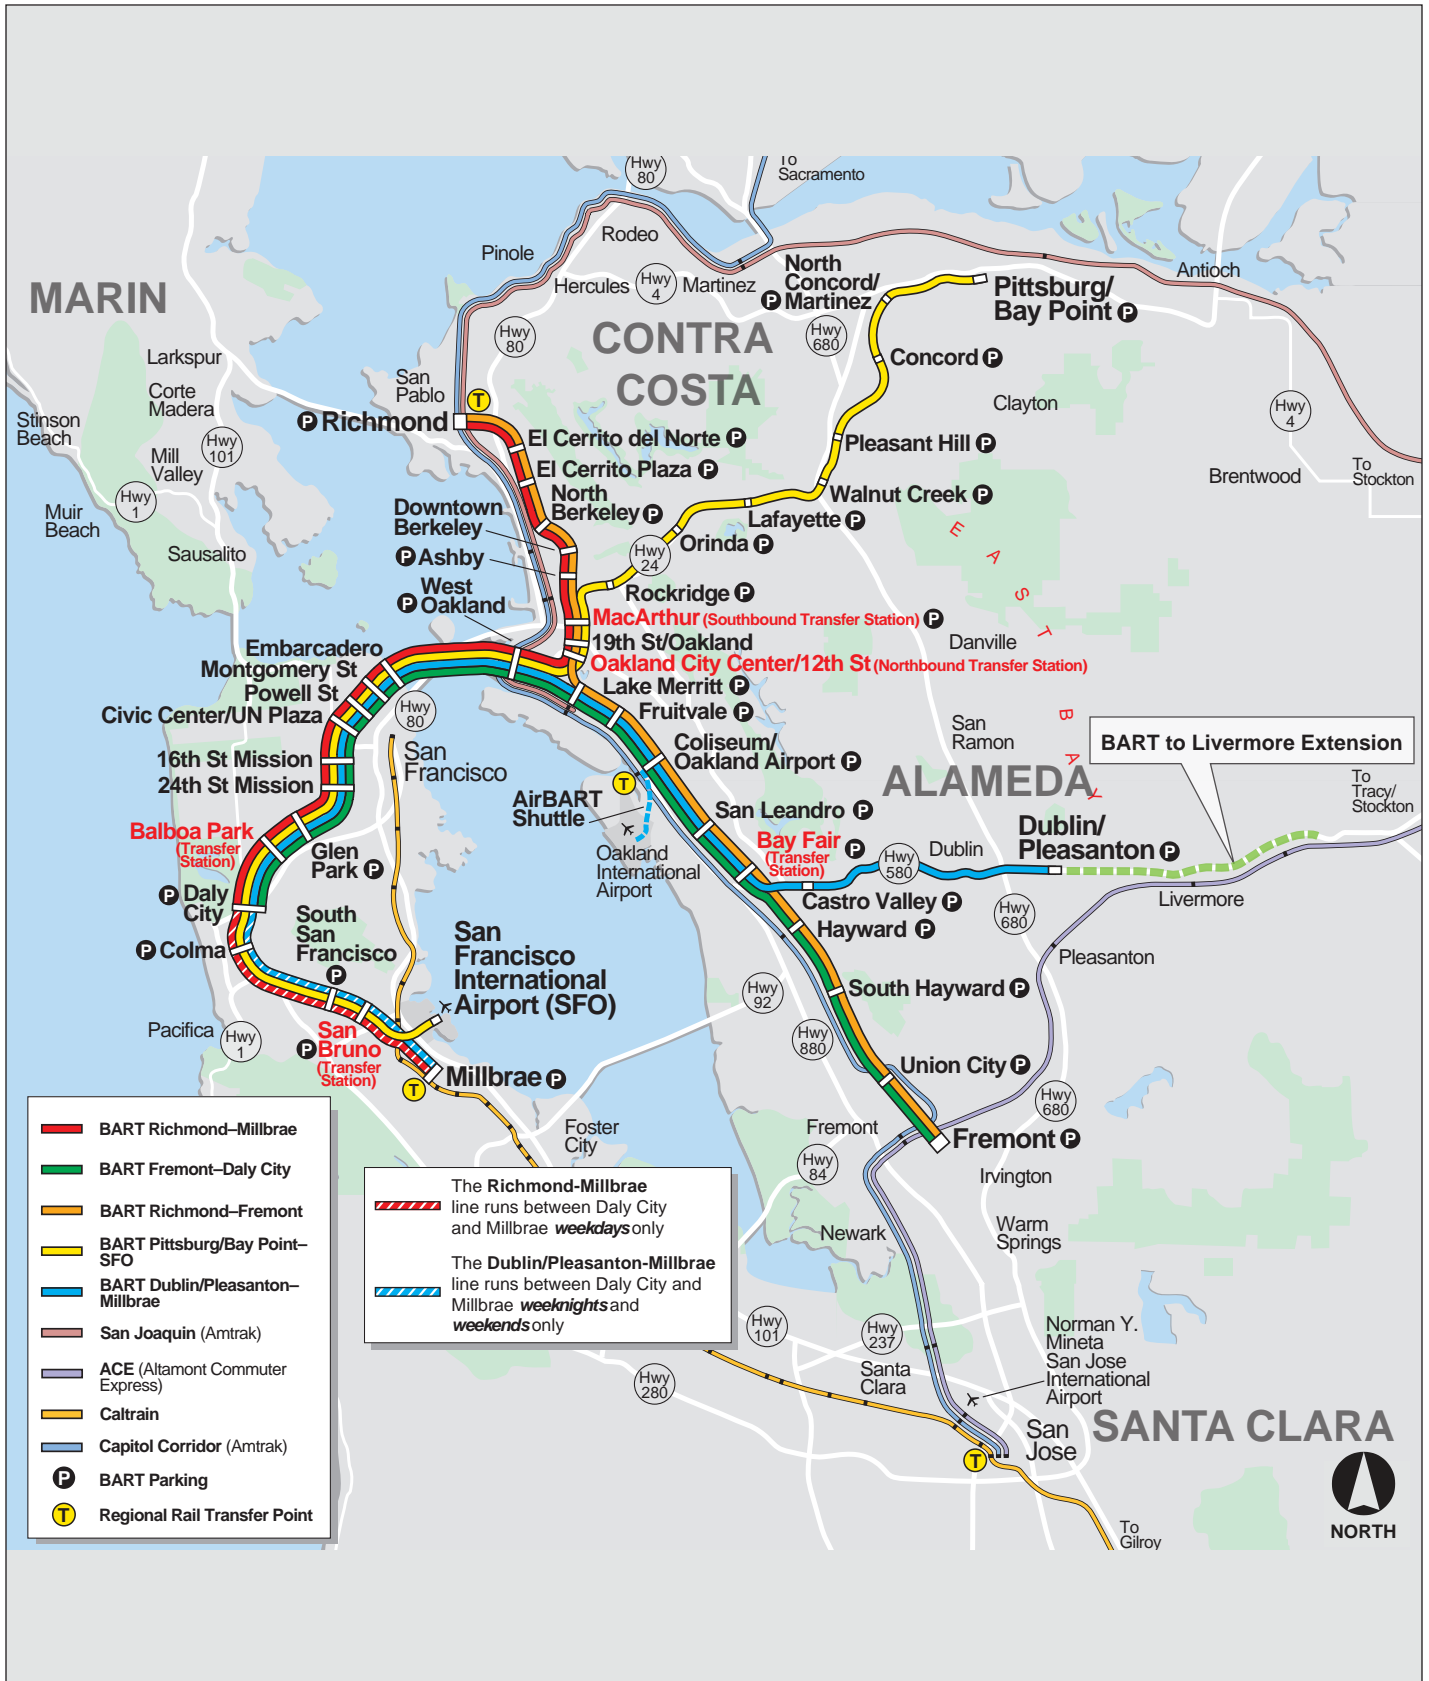 Hwy
80
To
Sacramento
Rodeo
Pinole
North
Concord/
Martinez P
Antioch
Hercules
Hwy
4
Martinez
Pittsburg/
Bay Point P
MARIN
Hwy
80
CONTRA
COSTA
Hwy
680
Larkspur
Concord P
San
Pablo
Corte
Madera
T
P Richmond
Clayton
Hwy
4
Stinson
Beach
Hwy
101
El Cerrito del Norte P
Pleasant Hill P
Mill
Valley
El Cerrito Plaza P
Brentwood
To
Stockton
Hwy
1
North
Berkeley P
Walnut Creek P
Muir
Beach
Downtown
Berkeley
Lafayette P
Sausalito
Orinda P
P Ashby
Hwy
24
West
P Oakland
Rockridge P
EAST BAY
MacArthur (Southbound Transfer Station) P
19th St/Oakland
Danville
Embarcadero
Oakland City Center/12th St (Northbound Transfer Station)
Montgomery St
Powell St
Lake Merritt P
Civic Center/UN Plaza
Hwy
80
Fruitvale P
San
Ramon
BART to Livermore Extension
16th St Mission
San
Francisco
Coliseum/
Oakland Airport P
24th St Mission
T
ALAMEDA
To
Tracy/
Stockton
AirBART
Shuttle
San Leandro P
Balboa Park
(Transfer
Station)
Dublin/
Pleasanton P
Glen
Park P
Oakland
International
Airport
Bay Fair P
(Transfer
Station)
Hwy
580
Dublin
P Daly
City
Castro Valley P
Livermore
South
San
Francisco
P
Hwy
680
P Colma
San
Francisco
International
Airport (SFO)
Hayward P
Pleasanton
Hwy
92
South Hayward P
Pacifica
Hwy
1
P San
Bruno
(Transfer
Station)
Hwy
880
Union City P
T
Millbrae P
Hwy
680
Foster
City
Fremont
Fremont P
Hwy
84
Irvington
Newark
Warm
Springs
BART Richmond–Millbrae
BART Fremont–Daly City
BART Richmond–Fremont
BART Pittsburg/Bay Point–
SFO
BART Dublin/Pleasanton–
Millbrae
San Joaquin (Amtrak)
ACE (Altamont Commuter
Express)
Caltrain
Capitol Corridor (Amtrak)
P BART Parking
T Regional Rail Transfer Point
The Richmond-Millbrae
line runs between Daly City
and Millbrae weekdays only
The Dublin/Pleasanton-Millbrae
line runs between Daly City and
Millbrae weeknights and
weekends only
Hwy
101
Hwy
237
Hwy
280
Santa
Clara
Norman Y.
Mineta
San Jose
International
Airport
San
Jose
SANTA CLARA
T
To
Gilroy
NORTH